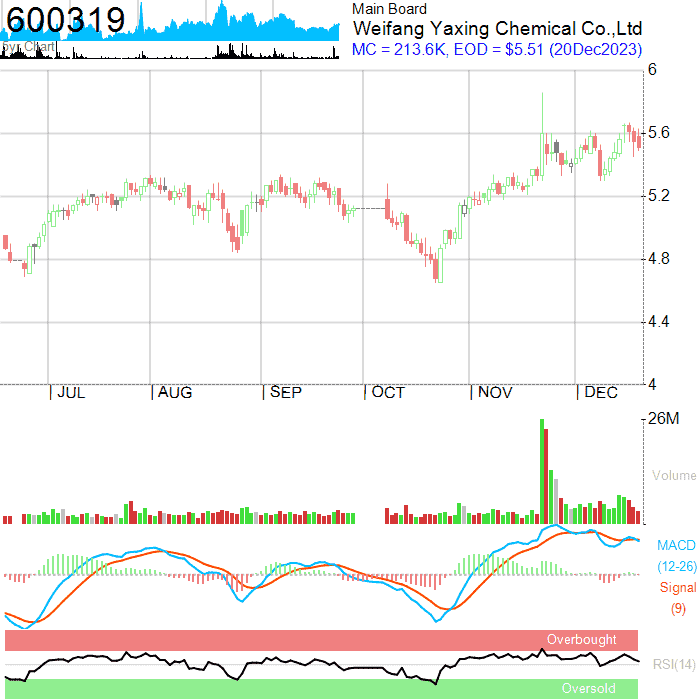 600319
5yr Chart
Main Board
Weifang Yaxing Chemical Co.,Ltd
MC = 213.6K, EOD = $5.51 (20Dec2023)
6
5.6
5.2
4.8
4.4
4
JUL AUG SEP OCT NOV DEC
26M
Volume
MACD
(12-26)
Signal
(9)
Overbought
RSI(14)
Oversold